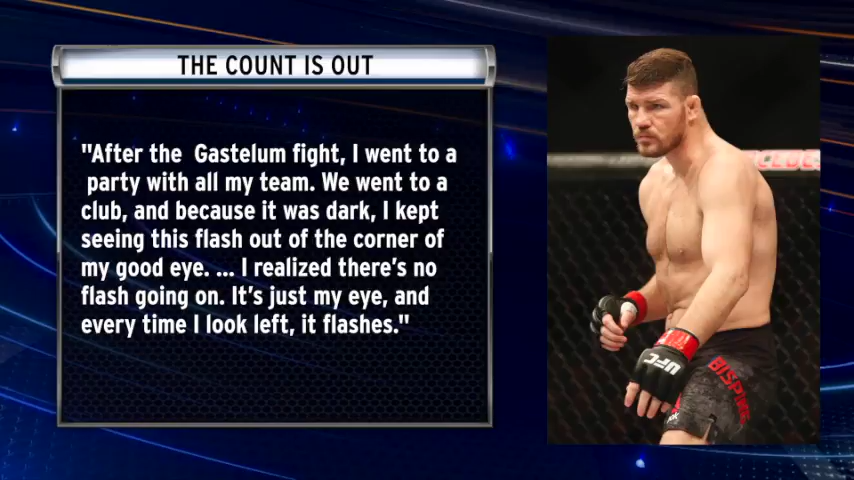 THE COUNT IS OUT
"After the Gastelum fight, I went to a
party with all my team. We went to a
club, and because it was dark, I kept
seeing this flash out of the corner of
my good eye. ... I realized there's no
flash going on. It's just my eye, and
every time I look left, it flashes."
UFC
BISPING